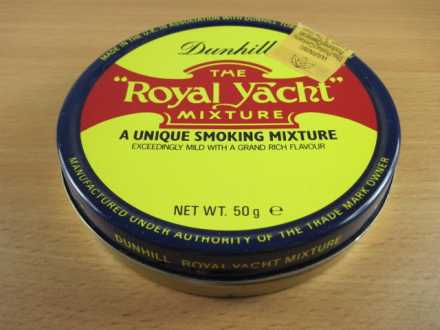 MADE IN THE U.K. IN ASSOCIATION WITH DUNHILL
Dunhill
THE
"Royal Yacht"
MIXTURE
A UNIQUE SMOKING MIXTURE
EXCEEDINGLY MILD WITH A GRAND RICH FLAVOUR
NET WT. 50g ℮
MANUFACTURED UNDER AUTHORITY OF THE TRADE MARK OWNER
DUNHILL ROYAL YACHT MIXTURE